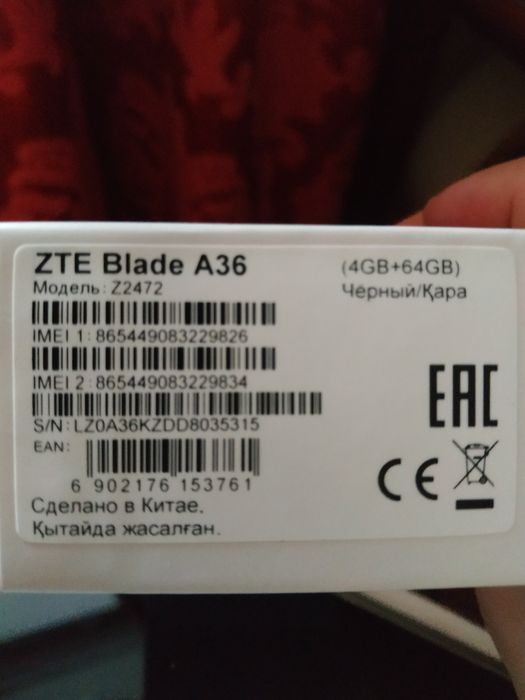 ZTE Blade A36
(4GB+64GB)
Модель: Z2472
Чёрный/Қара
IMEI 1: 865449083229826
IMEI 2: 865449083229834
S/N: LZ0A36KZDD8035315
EAC
EAN:
6 902176 153761
CE
Сделано в Китае.
Қытайда жасалған.